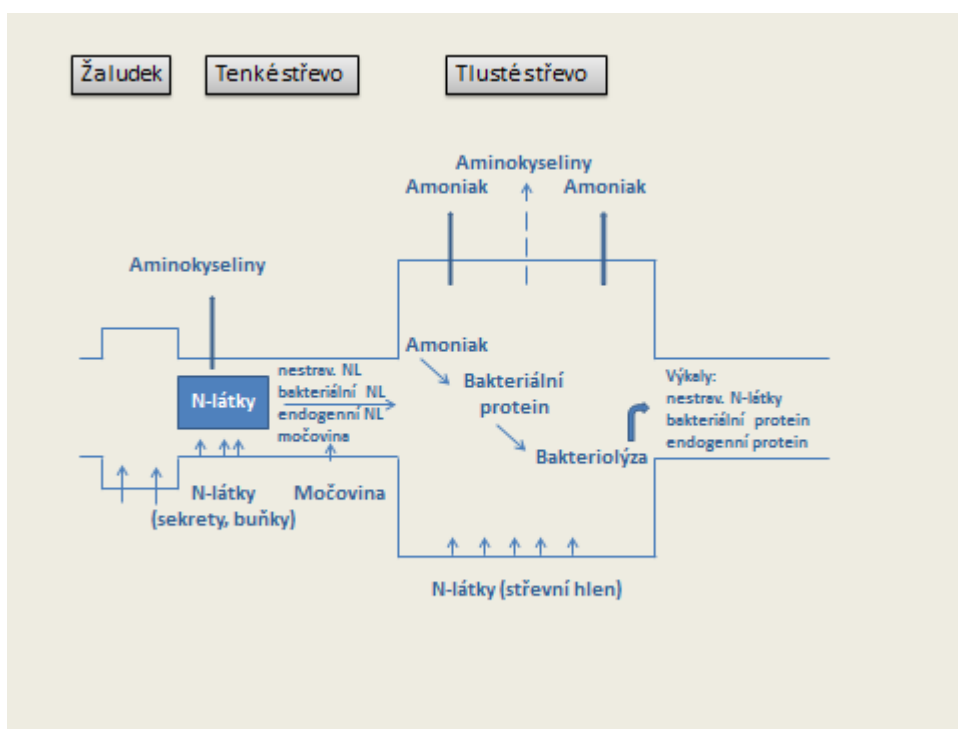 Žaludek
Tenké střevo
Tlusté střevo
Aminokyseliny
Amoniak
Amoniak
Aminokyseliny
Amoniak
nestrav. NL
bakteriální NL
endogenní NL
močovina
N-látky
Bakteriální
protein
Bakteriolýza
Výkaly:
nestrav. N-látky
bakteriální protein
endogenní protein
N-látky
(sekrety, buňky)
Močovina
N-látky (střevní hlen)